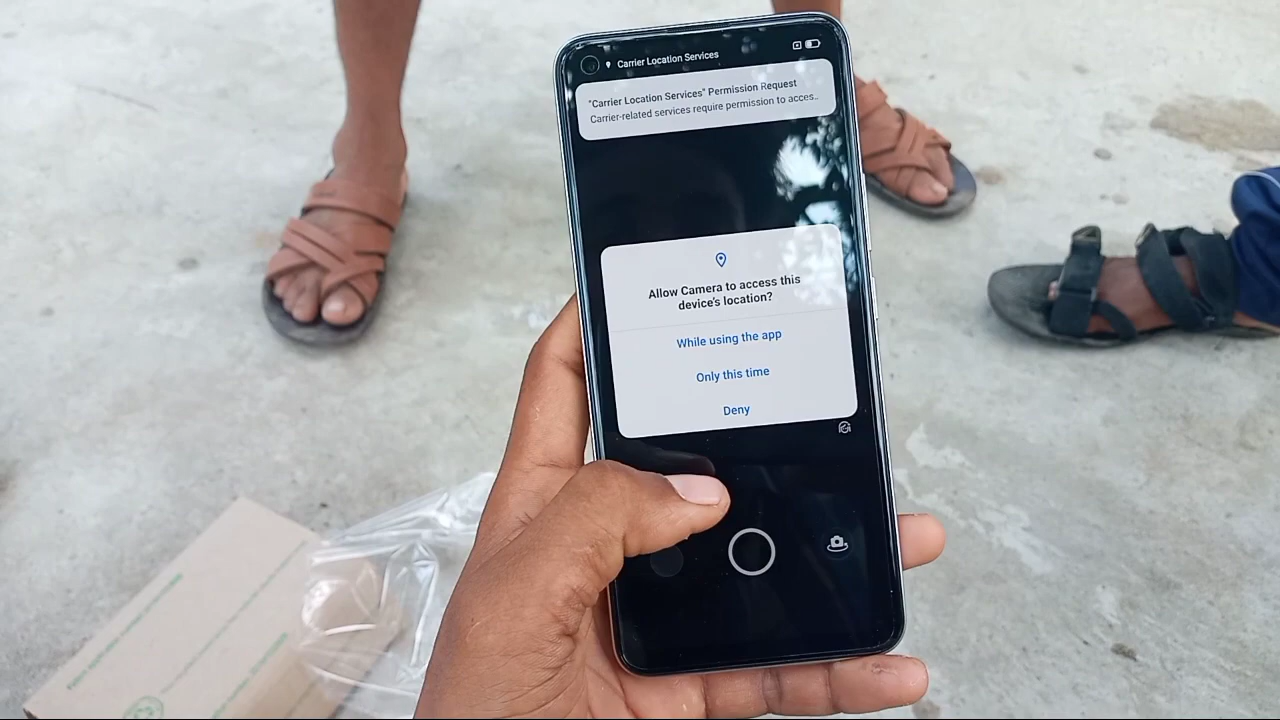 Carrier Location Services
"Carrier Location Services" Permission Request
Carrier-related services require permission to acces..
Allow Camera to access this
device's location?
While using the app
Only this time
Deny